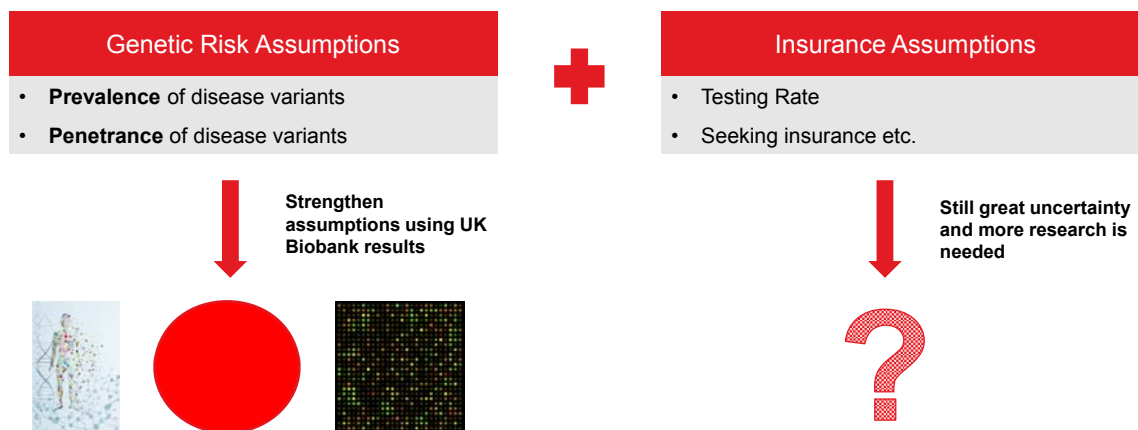 Genetic Risk Assumptions
• Prevalence of disease variants
• Penetrance of disease variants
Insurance Assumptions
• Testing Rate
• Seeking insurance etc.
Strengthen
assumptions using UK
Biobank results
Still great uncertainty
and more research is
needed
?